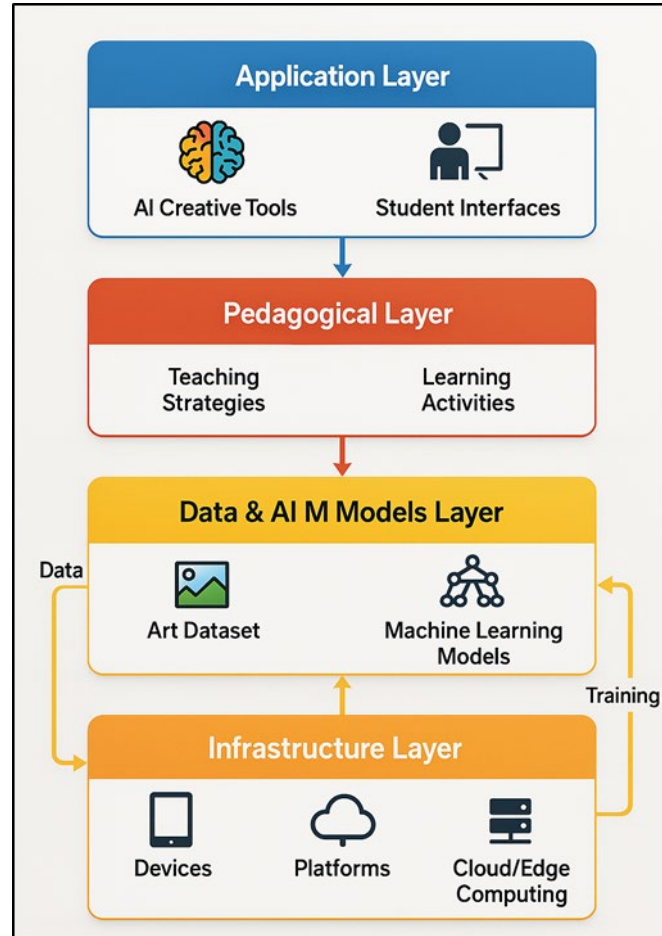 Application Layer
AI Creative Tools
Student Interfaces
Pedagogical Layer
Teaching
Strategies
Learning
Activities
Data & AI M Models Layer
Data
Art Dataset
Machine Learning
Models
Training
Infrastructure Layer
Devices
Platforms
Cloud/Edge
Computing